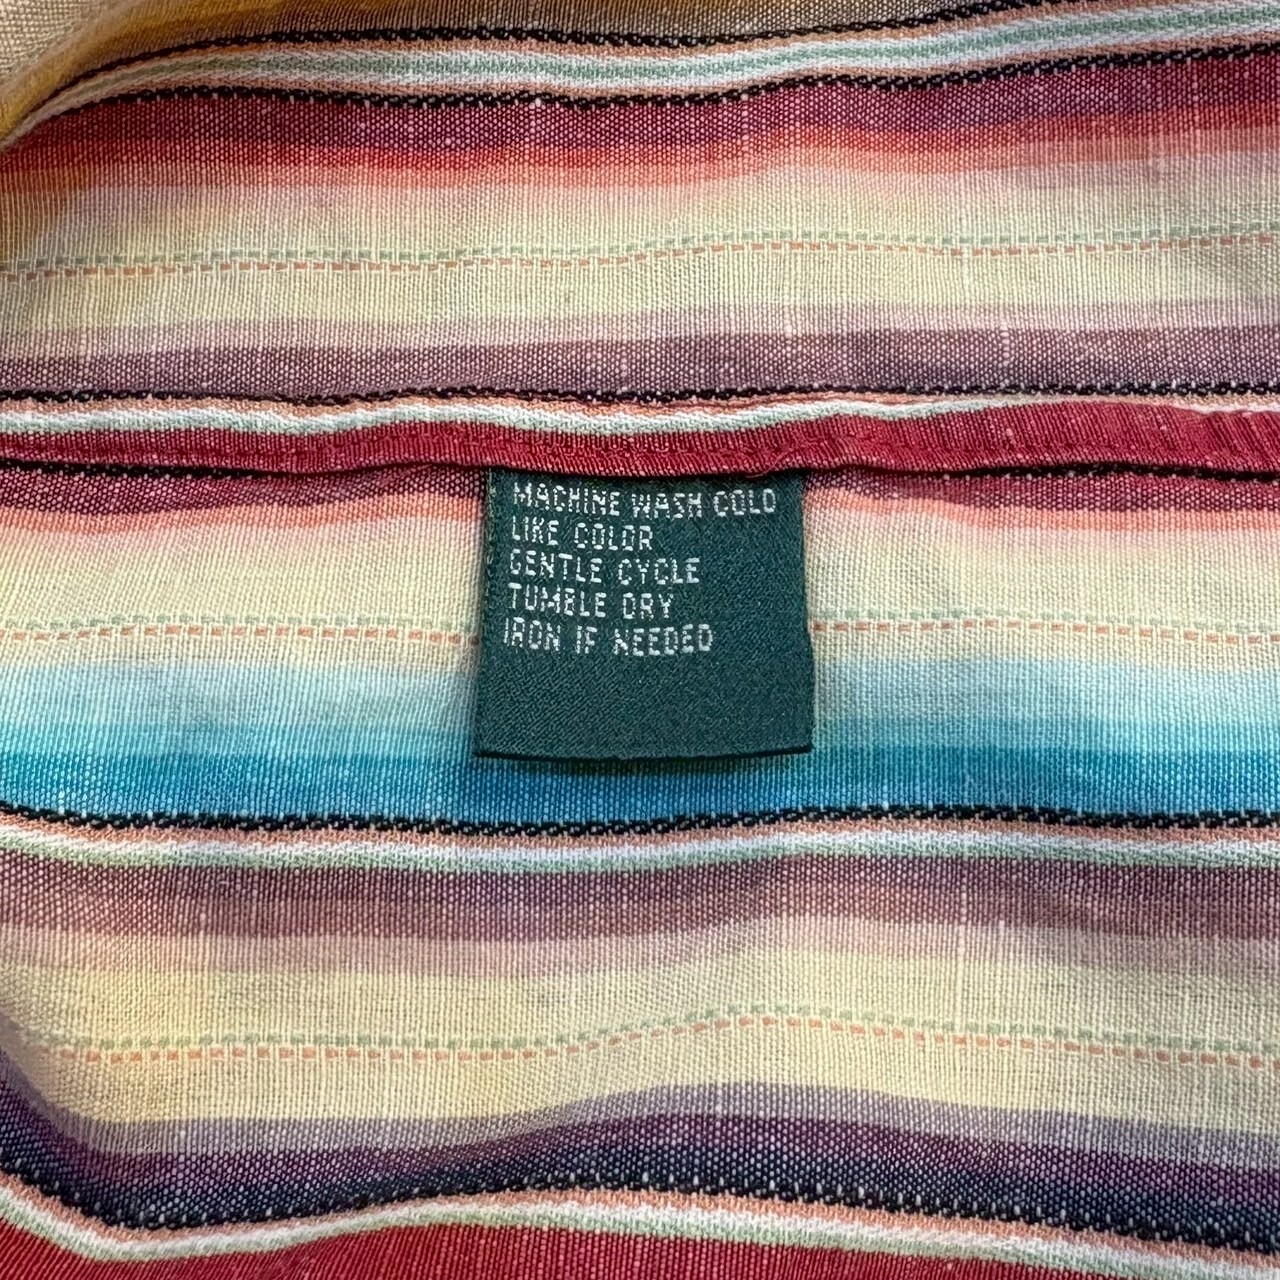 MACHINE WASH COLD
LIKE COLOR
GENTLE CYCLE
TUMBLE DRY
IRON IF NEEDED